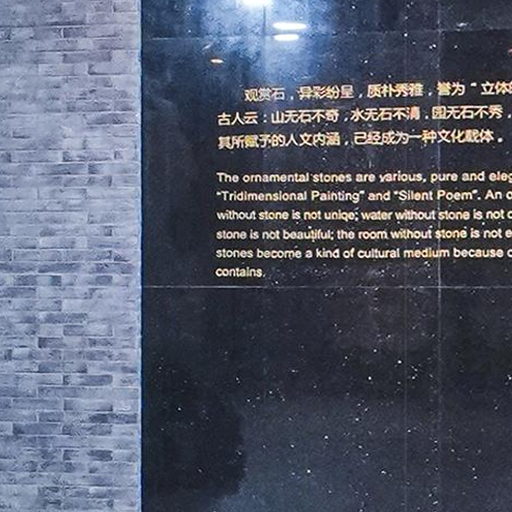 观赏石，异彩纷呈，质朴秀雅，誉为“立体的
古人云：山无石不奇，水无石不清，园无石不秀，
其所赋予的人文内涵，已经成为一种文化载体。
The ornamental stones are various, pure and eleg
"Tridimensional Painting" and "Silent Poem". An
without stone is not uniqe; water without stone is not
stone is not beautiful; the room without stone is not
stones become a kind of cultural medium because
contains.